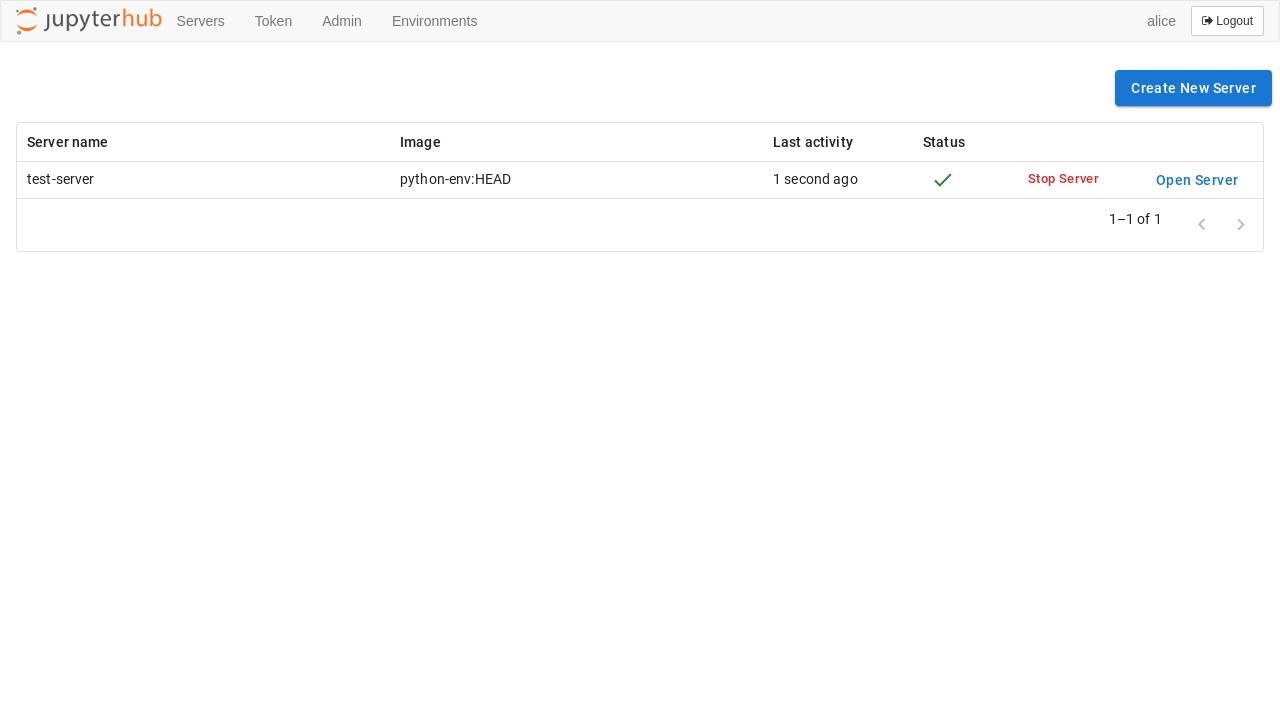 jupyterhub Servers Token Admin Environments alice Logout
Create New Server
Server name Image Last activity Status
test-server python-env:HEAD 1 second ago Stop Server Open Server
1–1 of 1